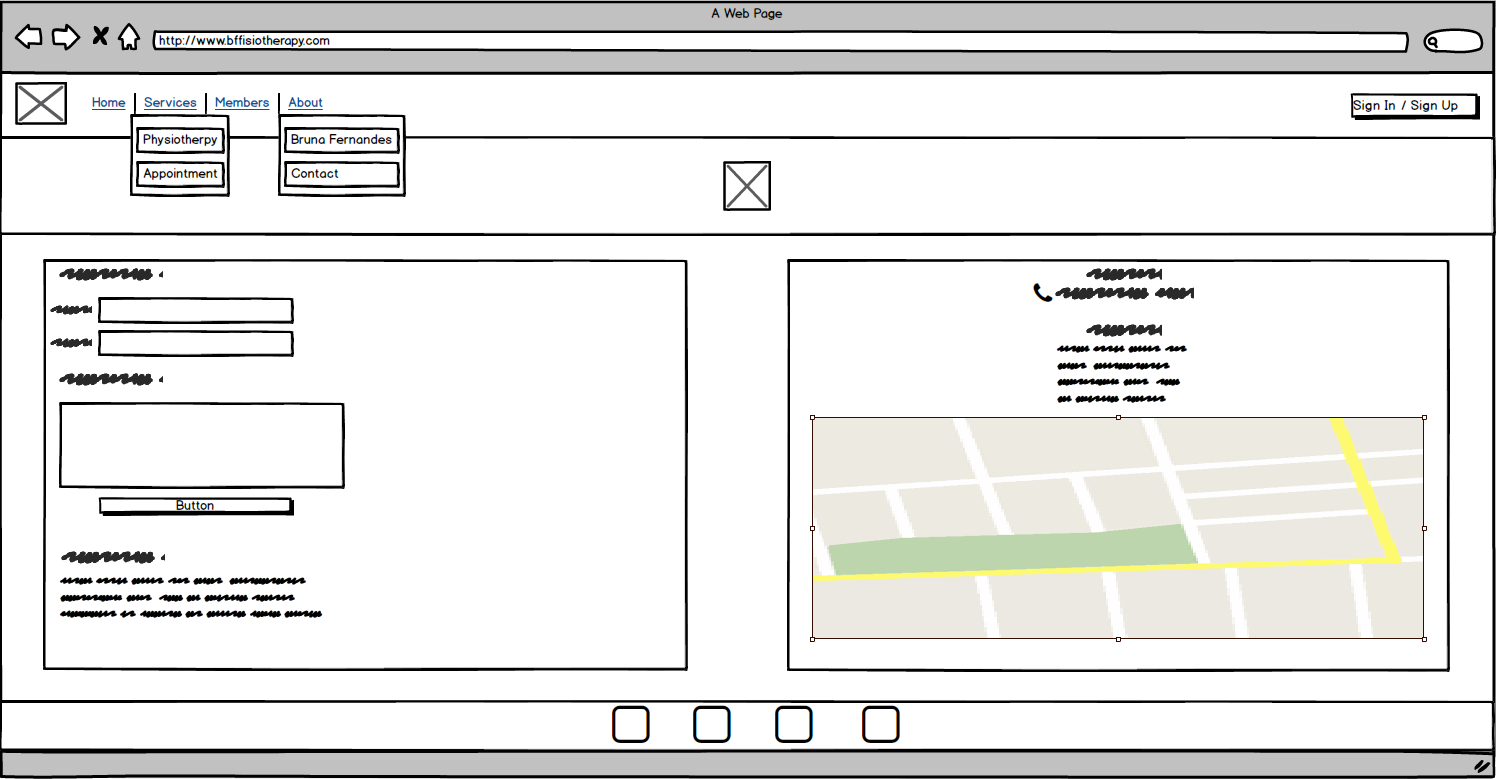 A Web Page
http://www.bffisiotherapy.com
Home Services Members About
Sign In / Sign Up
Physiotherpy Bruna Fernandes
Appointment Contact
Button